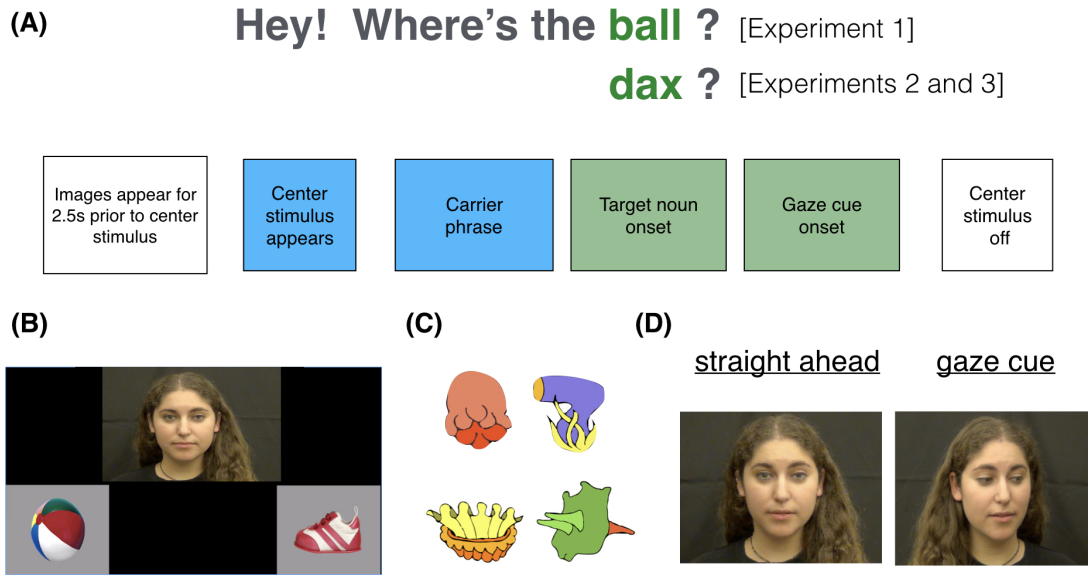 (A)
Hey! Where's the ball ? [Experiment 1]
dax ? [Experiments 2 and 3]
Images appear for
2.5s prior to center
stimulus
Center
stimulus
appears
Carrier
phrase
Target noun
onset
Gaze cue
onset
Center
stimulus
off
(B)
(C)
(D)
straight ahead
gaze cue